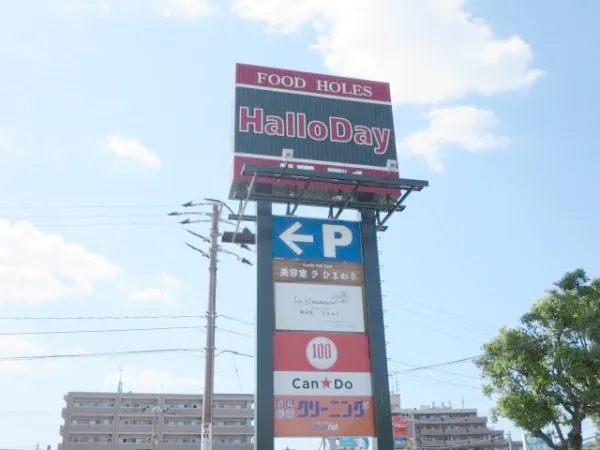 FOOD HOLES
HalloDay
P
美容室 ラ ひまわり
100
Can★Do
クリーニング